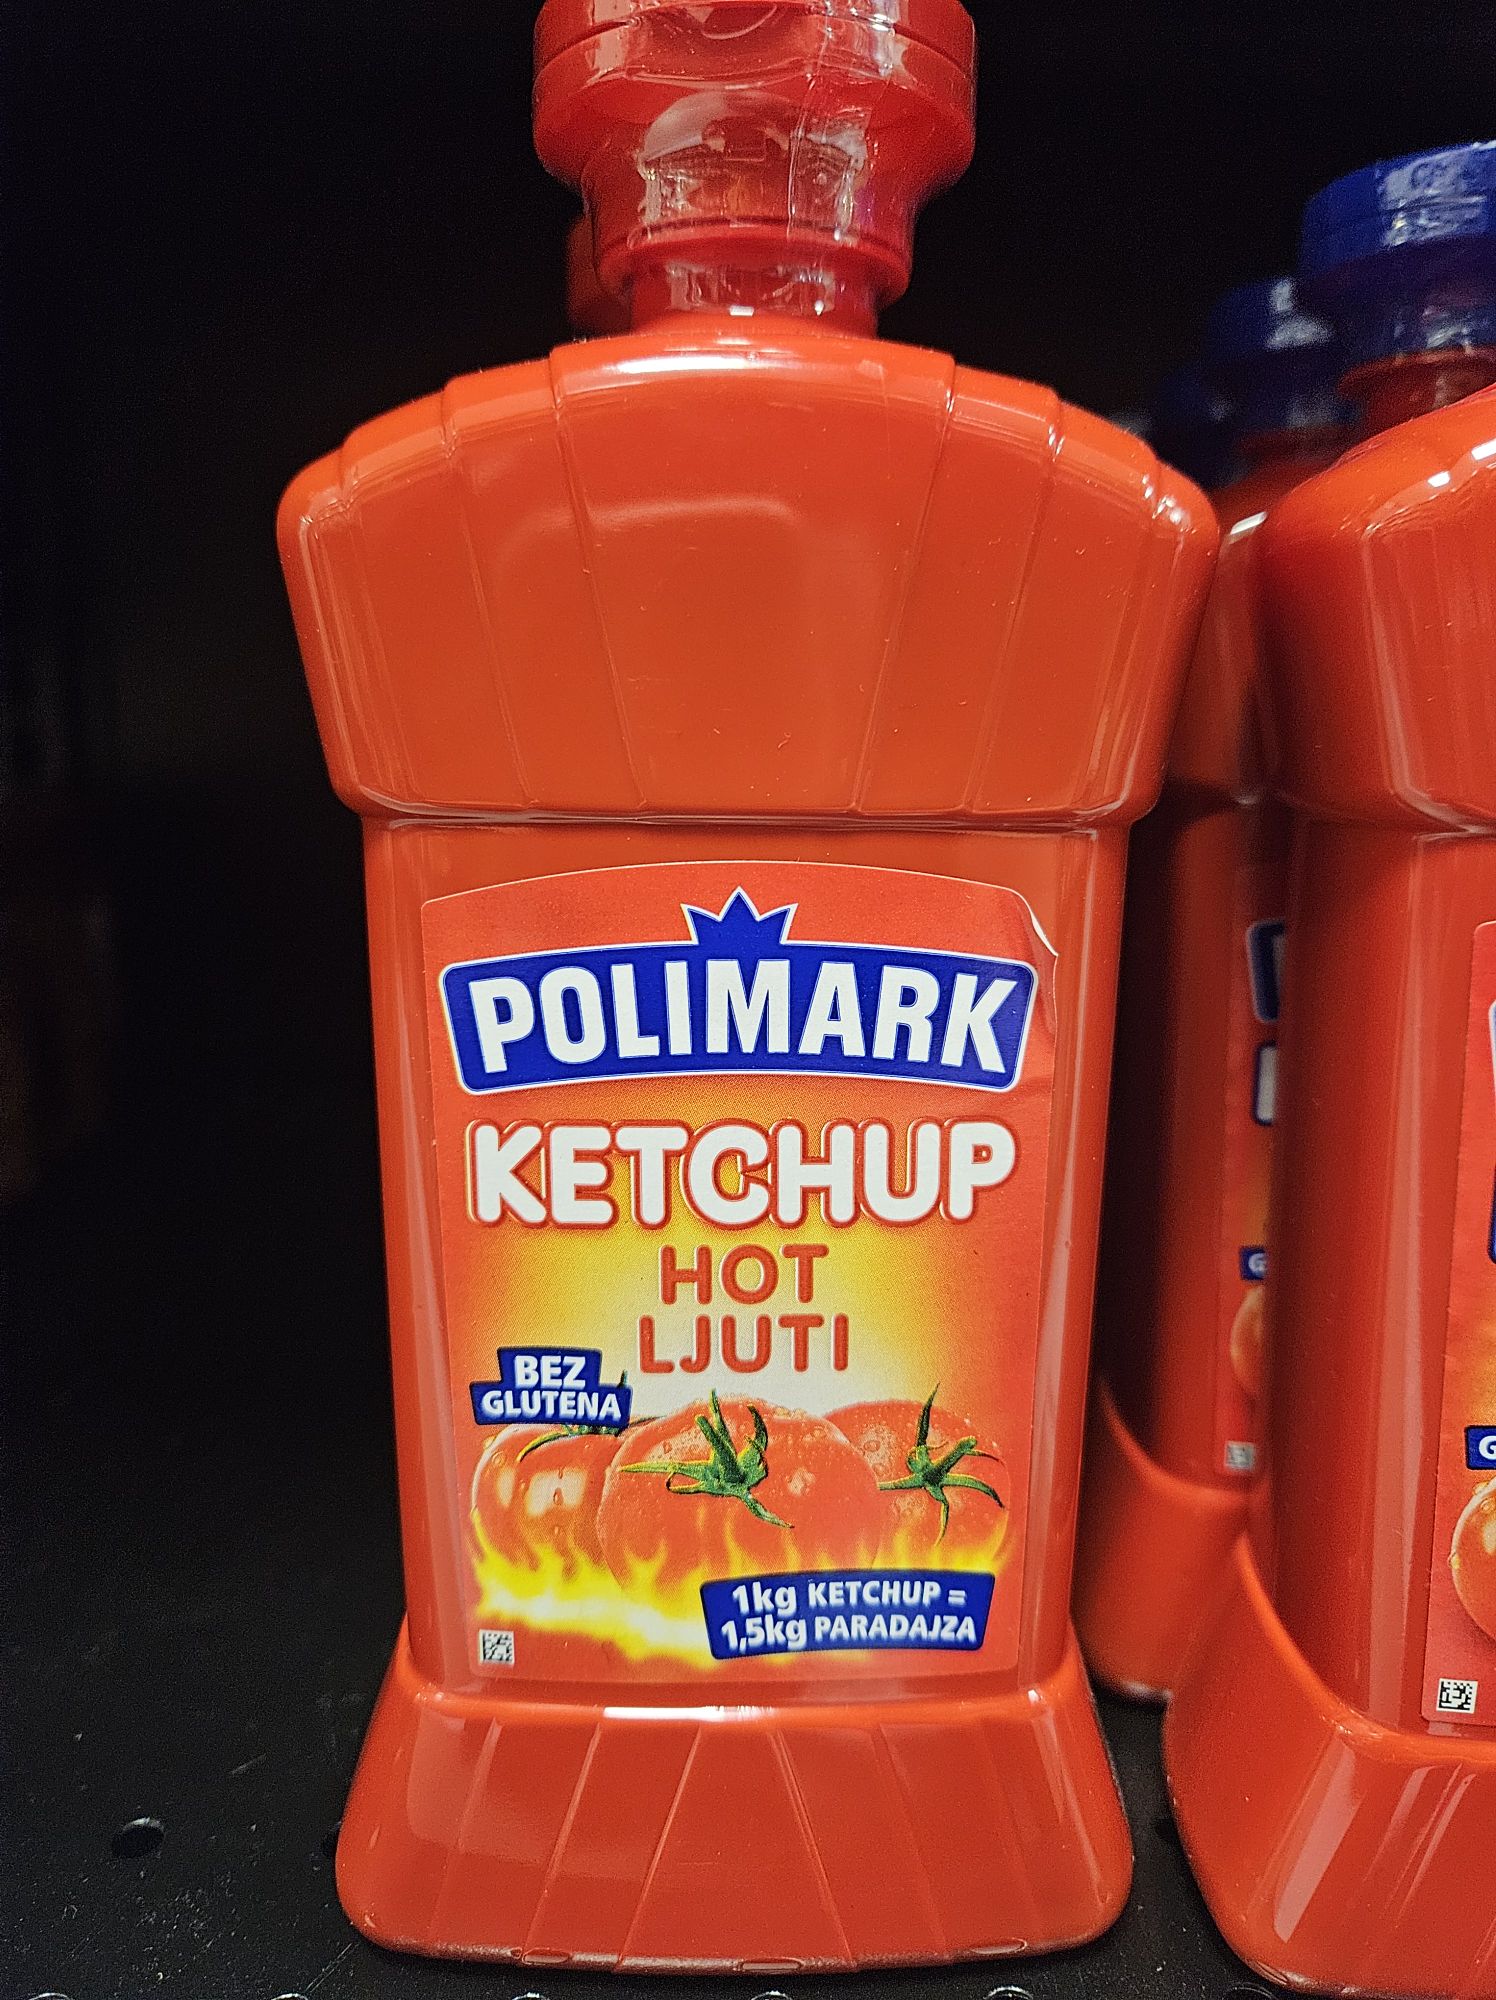 POLIMARK
KETCHUP
HOT
LJUTI
BEZ
GLUTENA
1kg KETCHUP =
1,5kg PARADAJZA